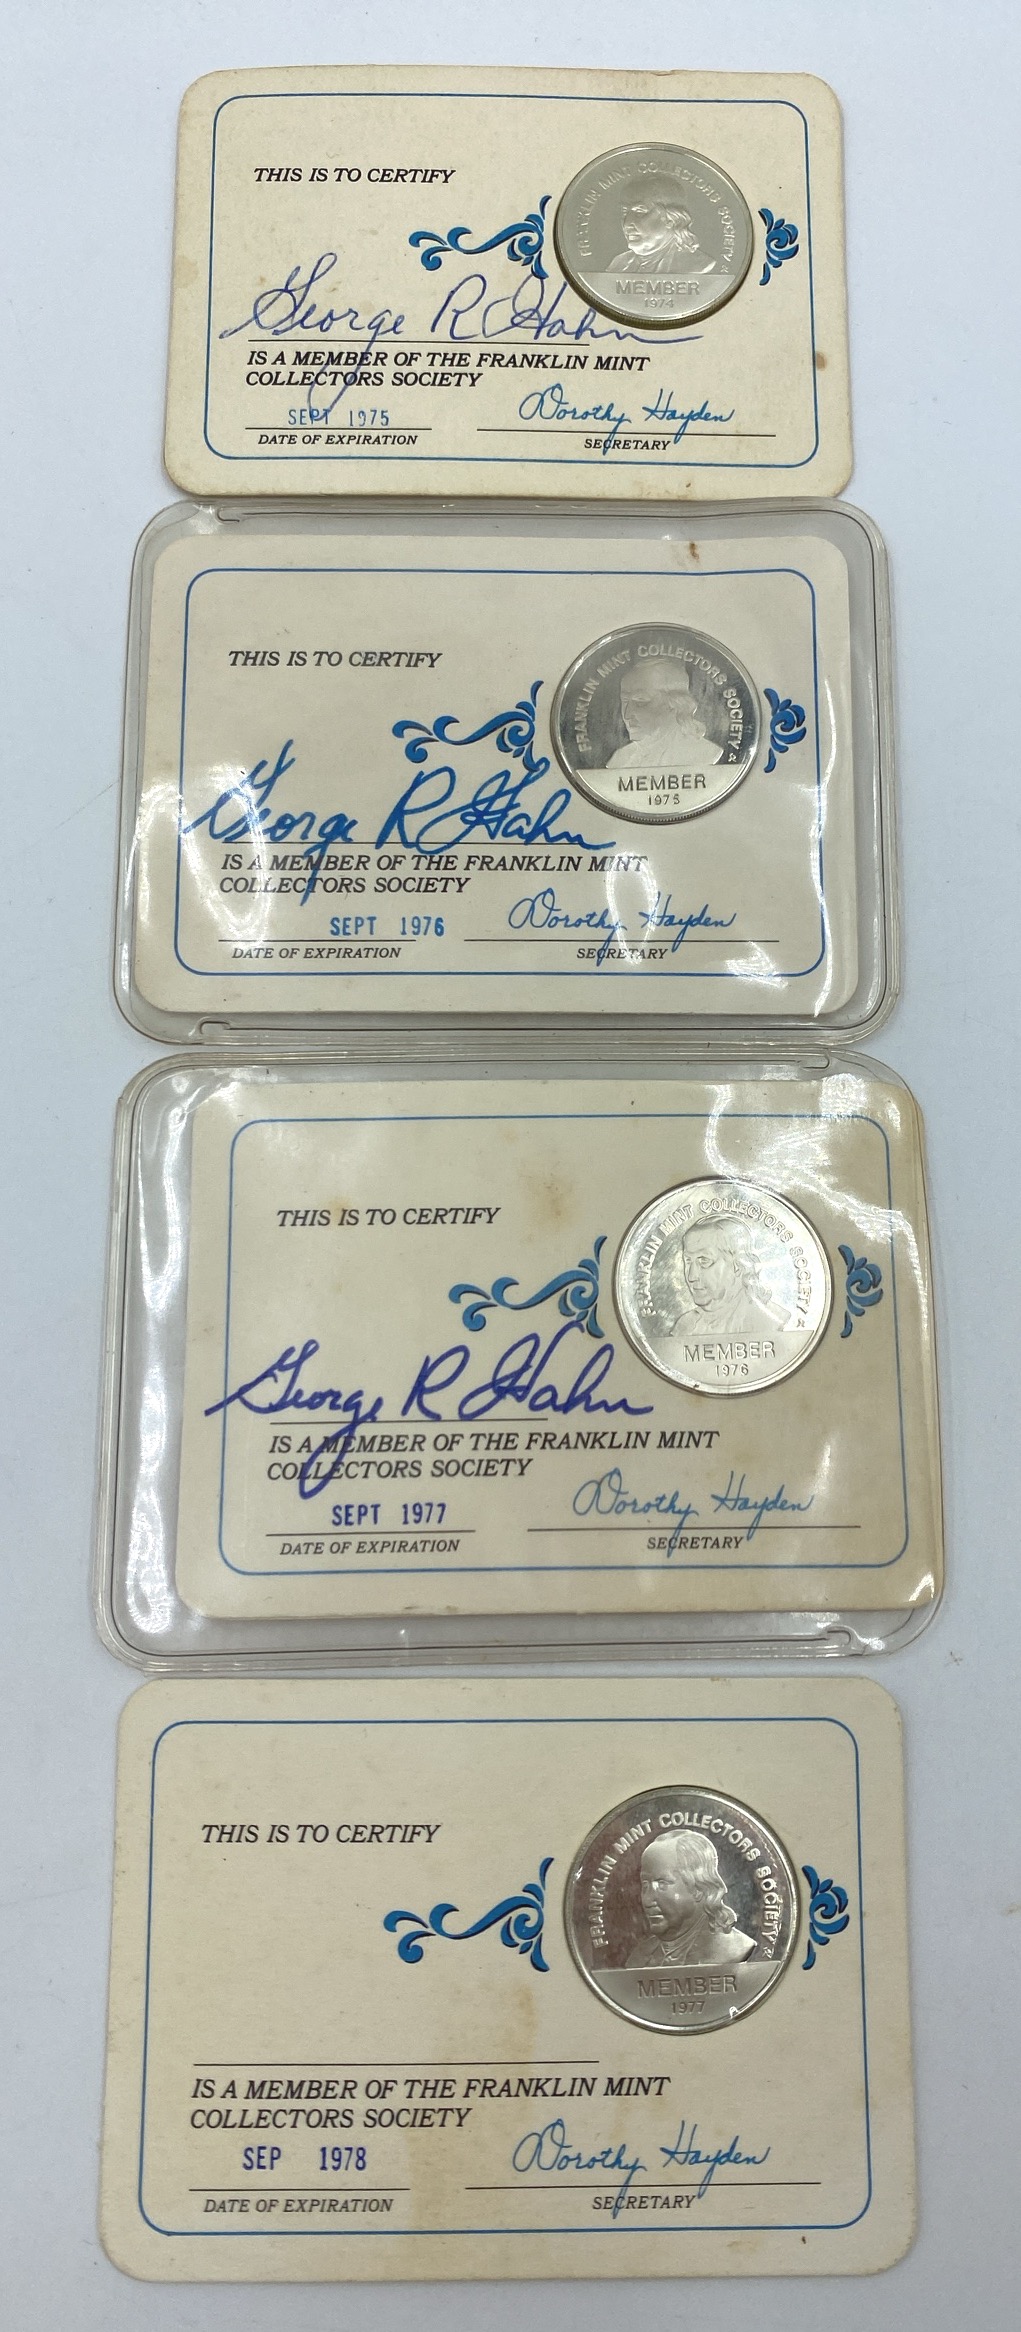 THIS IS TO CERTIFY
FRANKLIN MINT COLLECTORS SOCIETY
MEMBER
1974
George R Hahn
IS A MEMBER OF THE FRANKLIN MINT
COLLECTORS SOCIETY
SEPT 1975
Dorothy Hayden
DATE OF EXPIRATION
SECRETARY
THIS IS TO CERTIFY
FRANKLIN MINT COLLECTORS SOCIETY
MEMBER
1975
George R Hahn
IS A MEMBER OF THE FRANKLIN MINT
COLLECTORS SOCIETY
SEPT 1976
Dorothy Hayden
DATE OF EXPIRATION
SECRETARY
THIS IS TO CERTIFY
FRANKLIN MINT COLLECTORS SOCIETY
MEMBER
1976
George R Hahn
IS A MEMBER OF THE FRANKLIN MINT
COLLECTORS SOCIETY
SEPT 1977
Dorothy Hayden
DATE OF EXPIRATION
SECRETARY
THIS IS TO CERTIFY
FRANKLIN MINT COLLECTORS SOCIETY
MEMBER
1977
IS A MEMBER OF THE FRANKLIN MINT
COLLECTORS SOCIETY
SEP 1978
Dorothy Hayden
DATE OF EXPIRATION
SECRETARY